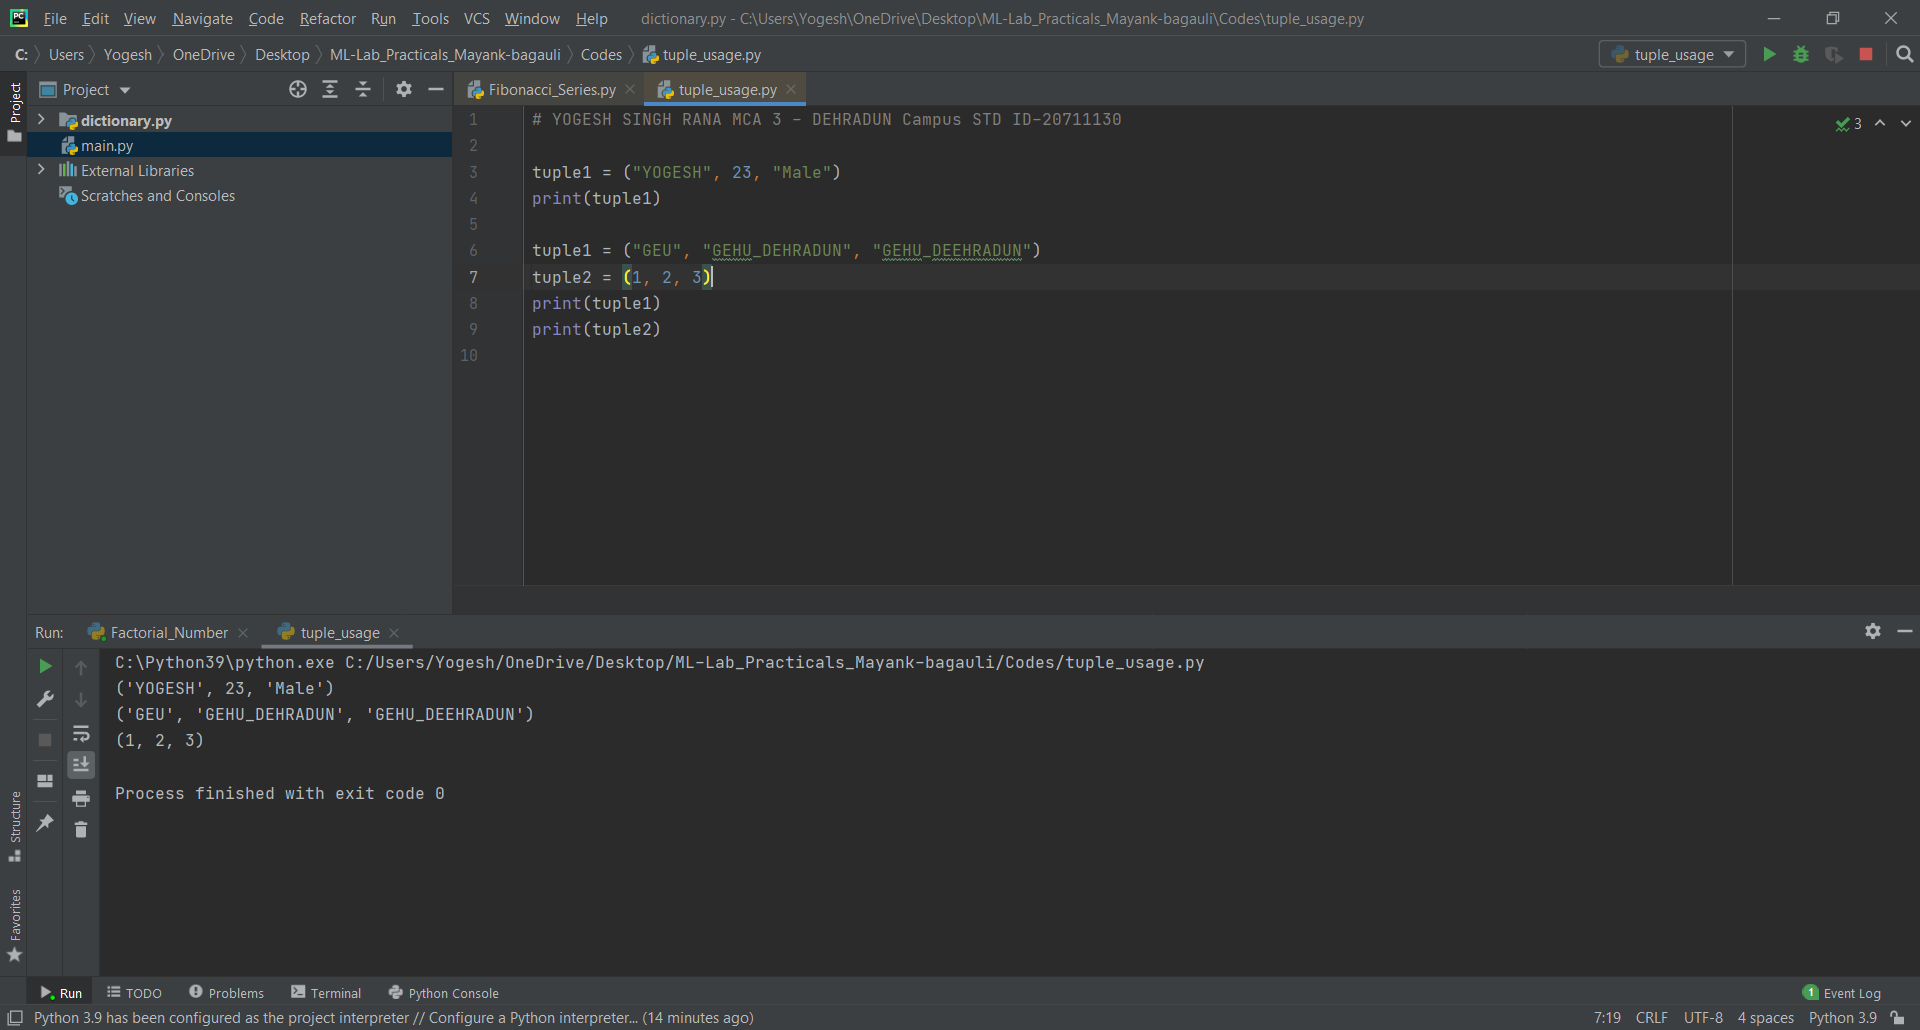 File Edit View Navigate Code Refactor Run Tools VCS Window Help dictionary.py - C:\Users\Yogesh\OneDrive\Desktop\ML-Lab_Practicals_Mayank-bagauli\Codes\tuple_usage.py
C: Users Yogesh OneDrive Desktop ML-Lab_Practicals_Mayank-bagauli Codes tuple_usage.py tuple_usage
Project
Project
Fibonacci_Series.py tuple_usage.py
dictionary.py
main.py
External Libraries
Scratches and Consoles
3
1 # YOGESH SINGH RANA MCA 3 - DEHRADUN Campus STD ID-20711130
2
3 tuple1 = ("YOGESH", 23, "Male")
4 print(tuple1)
5
6 tuple1 = ("GEU", "GEHU_DEHRADUN", "GEHU_DEEHRADUN")
7 tuple2 = (1, 2, 3)
8 print(tuple1)
9 print(tuple2)
10
Run: Factorial_Number tuple_usage
C:\Python39\python.exe C:/Users/Yogesh/OneDrive/Desktop/ML-Lab_Practicals_Mayank-bagauli/Codes/tuple_usage.py
('YOGESH', 23, 'Male')
('GEU', 'GEHU_DEHRADUN', 'GEHU_DEEHRADUN')
(1, 2, 3)
Process finished with exit code 0
Structure
Favorites
Run TODO Problems Terminal Python Console 1 Event Log
Python 3.9 has been configured as the project interpreter // Configure a Python interpreter... (14 minutes ago) 7:19 CRLF UTF-8 4 spaces Python 3.9